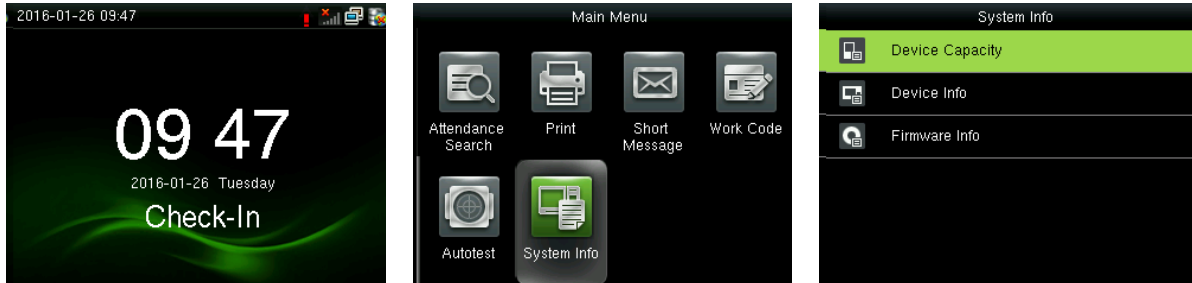 2016-01-26 09:47
09 47
2016-01-26 Tuesday
Check-In
Main Menu
Attendance Search
Print
Short Message
Work Code
Autotest
System Info
System Info
Device Capacity
Device Info
Firmware Info